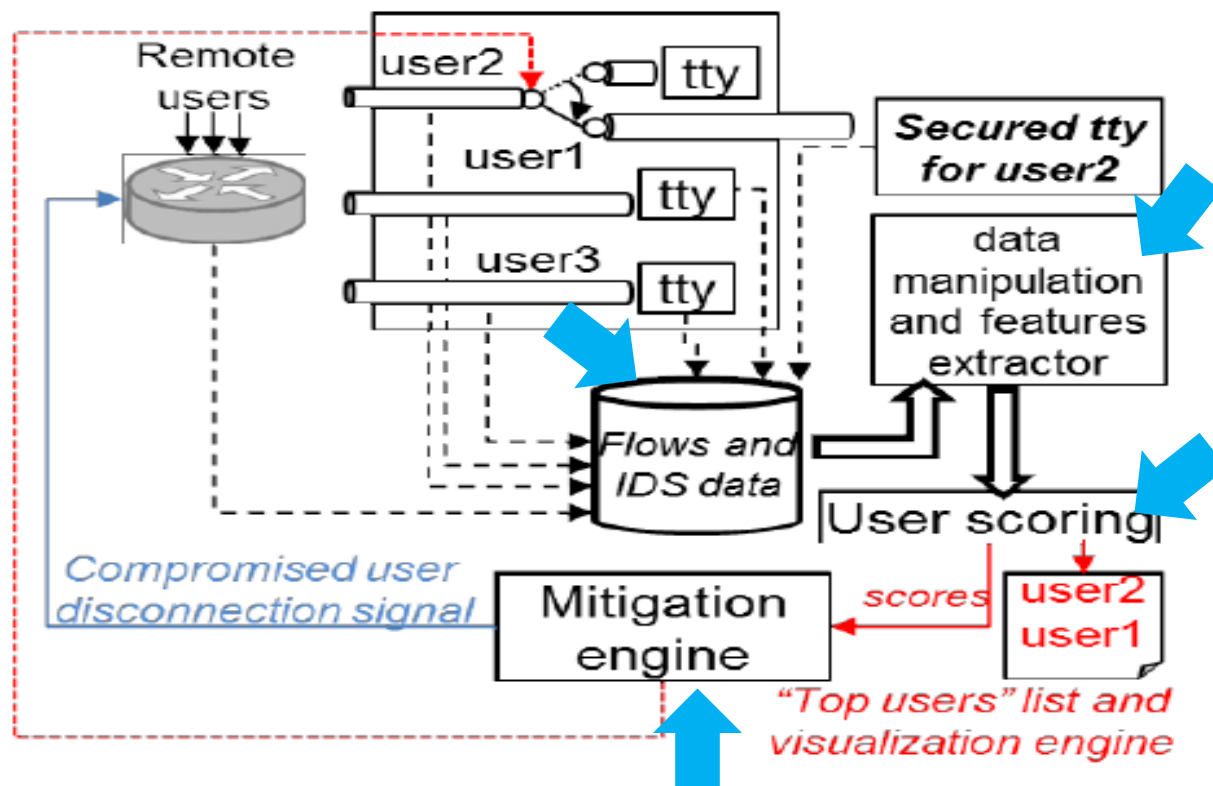 Remote
users
user2
tty
user1
tty
user3
tty
Secured tty
for user2
data
manipulation
and features
extractor
Flows and
IDS data
User scoring
Compromised user
disconnection signal
Mitigation
engine
scores
user2
user1
“Top users” list and
visualization engine